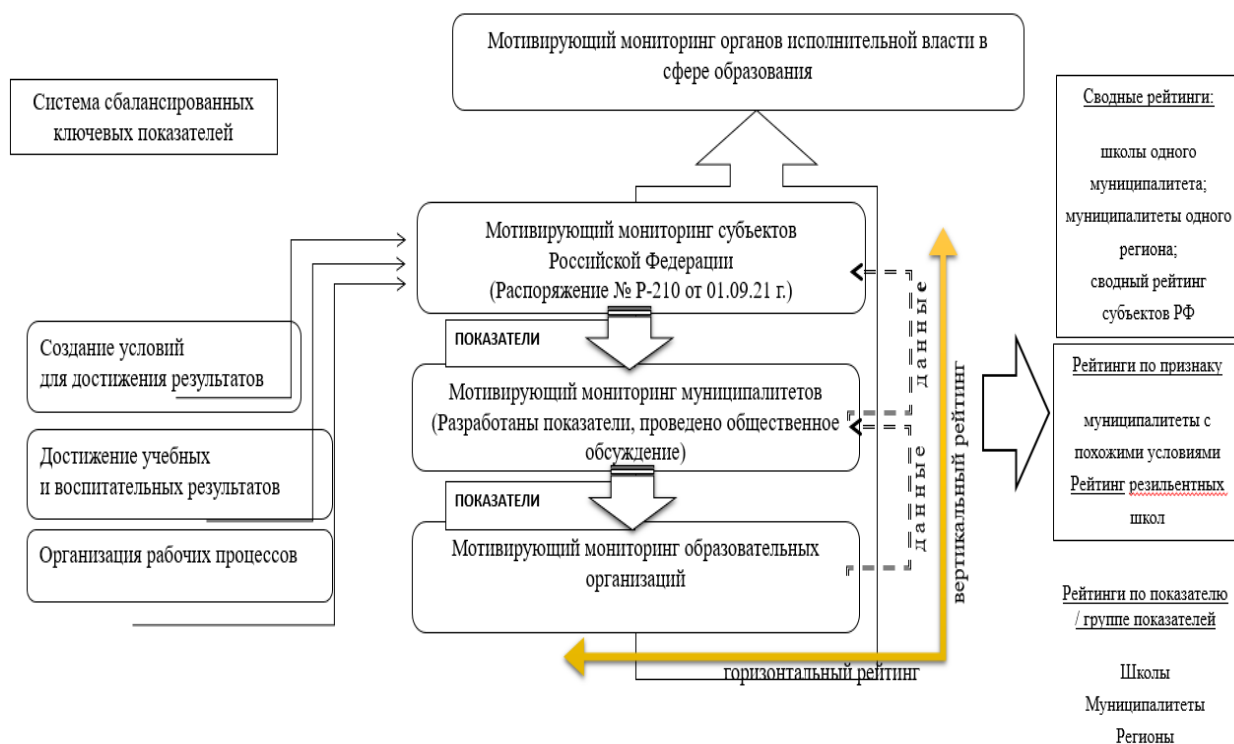 Мотивирующий мониторинг органов исполнительной власти в
сфере образования
Система сбалансированных
ключевых показателей
Мотивирующий мониторинг субъектов
Российской Федерации
(Распоряжение № Р-210 от 01.09.21 г.)
ПОКАЗАТЕЛИ
Мотивирующий мониторинг муниципалитетов
(Разработаны показатели, проведено общественное
обсуждение)
ПОКАЗАТЕЛИ
Мотивирующий мониторинг образовательных
организаций
Создание условий
для достижения результатов
Достижение учебных
и воспитательных результатов
Организация рабочих процессов
данные
данные
вертикальный рейтинг
горизонтальный рейтинг
Сводные рейтинги:
школы одного
муниципалитета;
муниципалитеты одного
региона;
сводный рейтинг
субъектов РФ
Рейтинги по признаку
муниципалитеты с
похожими условиями
Рейтинг резильентных
школ
Рейтинги по показателю
/ группе показателей
Школы
Муниципалитеты
Регионы